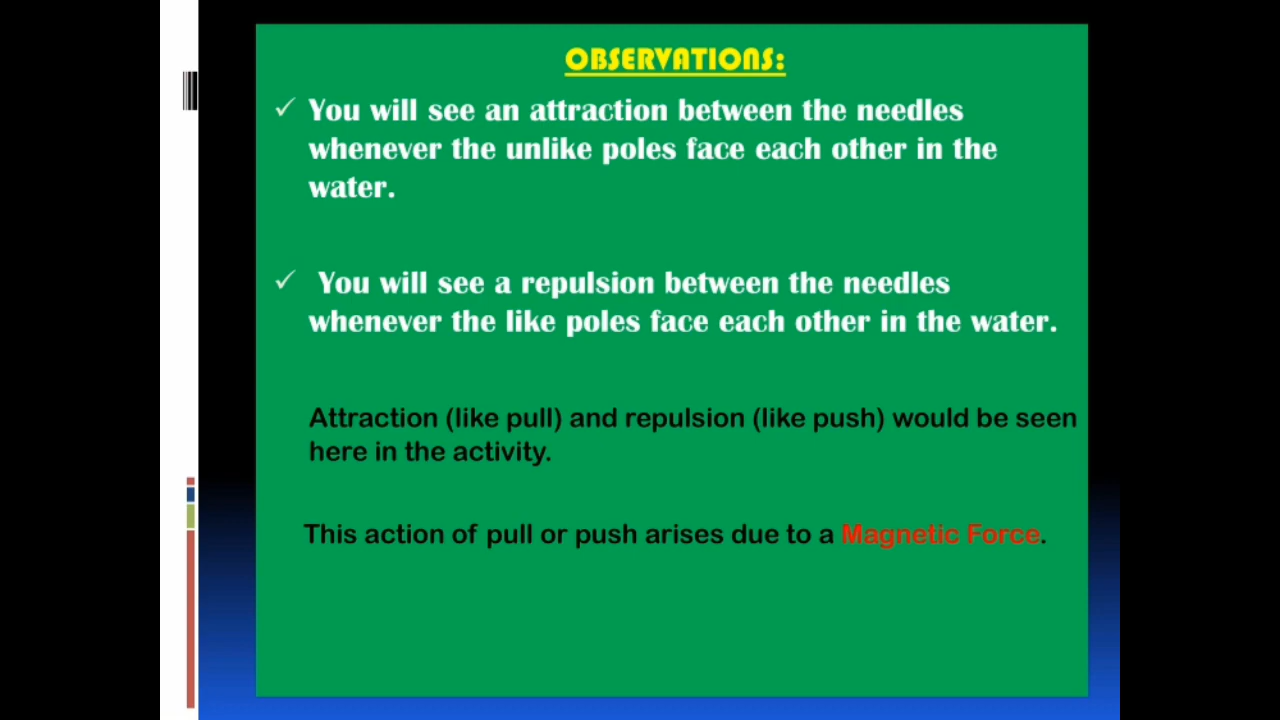 OBSERVATIONS:
✓ You will see an attraction between the needles
whenever the unlike poles face each other in the
water.
✓ You will see a repulsion between the needles
whenever the like poles face each other in the water.
Attraction (like pull) and repulsion (like push) would be seen
here in the activity.
This action of pull or push arises due to a Magnetic Force.